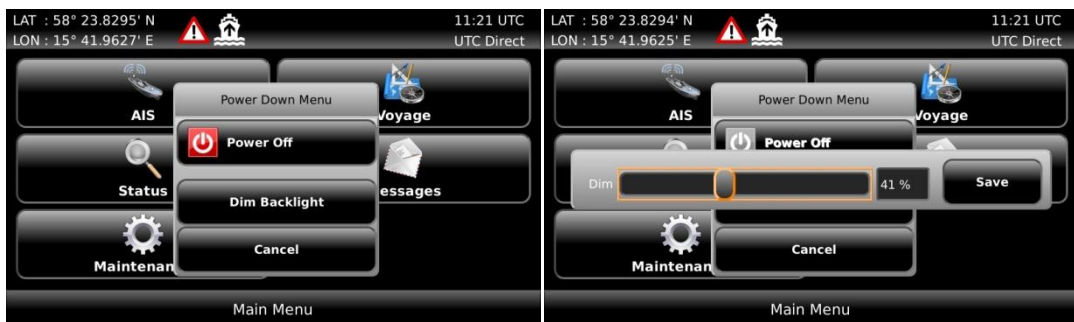 LAT : 58° 23.8295' N
LON : 15° 41.9627' E
11:21 UTC
UTC Direct
Power Down Menu
AIS
Voyage
Power Off
Status
essages
Dim Backlight
Cancel
Maintenan
Main Menu
LAT : 58° 23.8294' N
LON : 15° 41.9625' E
11:21 UTC
UTC Direct
Power Down Menu
AIS
Voyage
Power Off
Dim
41 %
Save
Cancel
Maintenan
Main Menu